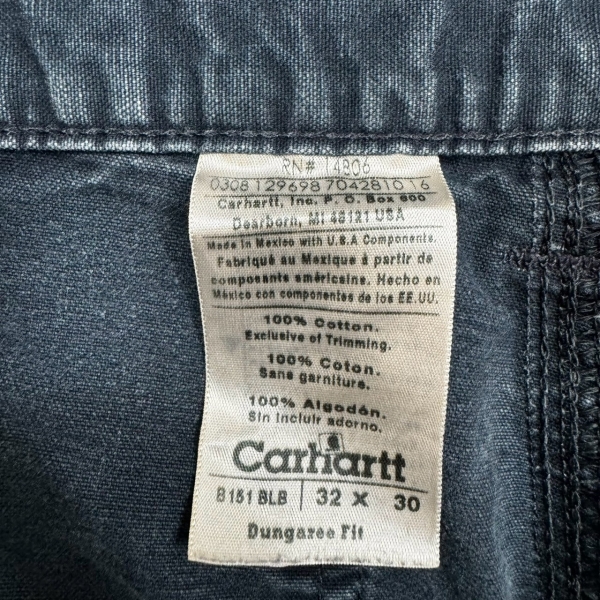 RN# 14806
0308 129698 7042810 16
Carhartt, Inc. P. O. Box 600
Dearborn, MI 48121 USA
Made in Mexico with U.S.A Components.
Fabriqué au Mexique à partir de
composants américains. Hecho en
México con componentes de los EE.UU.
100% Cotton.
Exclusive of Trimming.
100% Coton.
Sans garniture.
100% Algodón.
Sin incluir adorno.
Carhartt
B151 BLB 32 X 30
Dungaree Fit